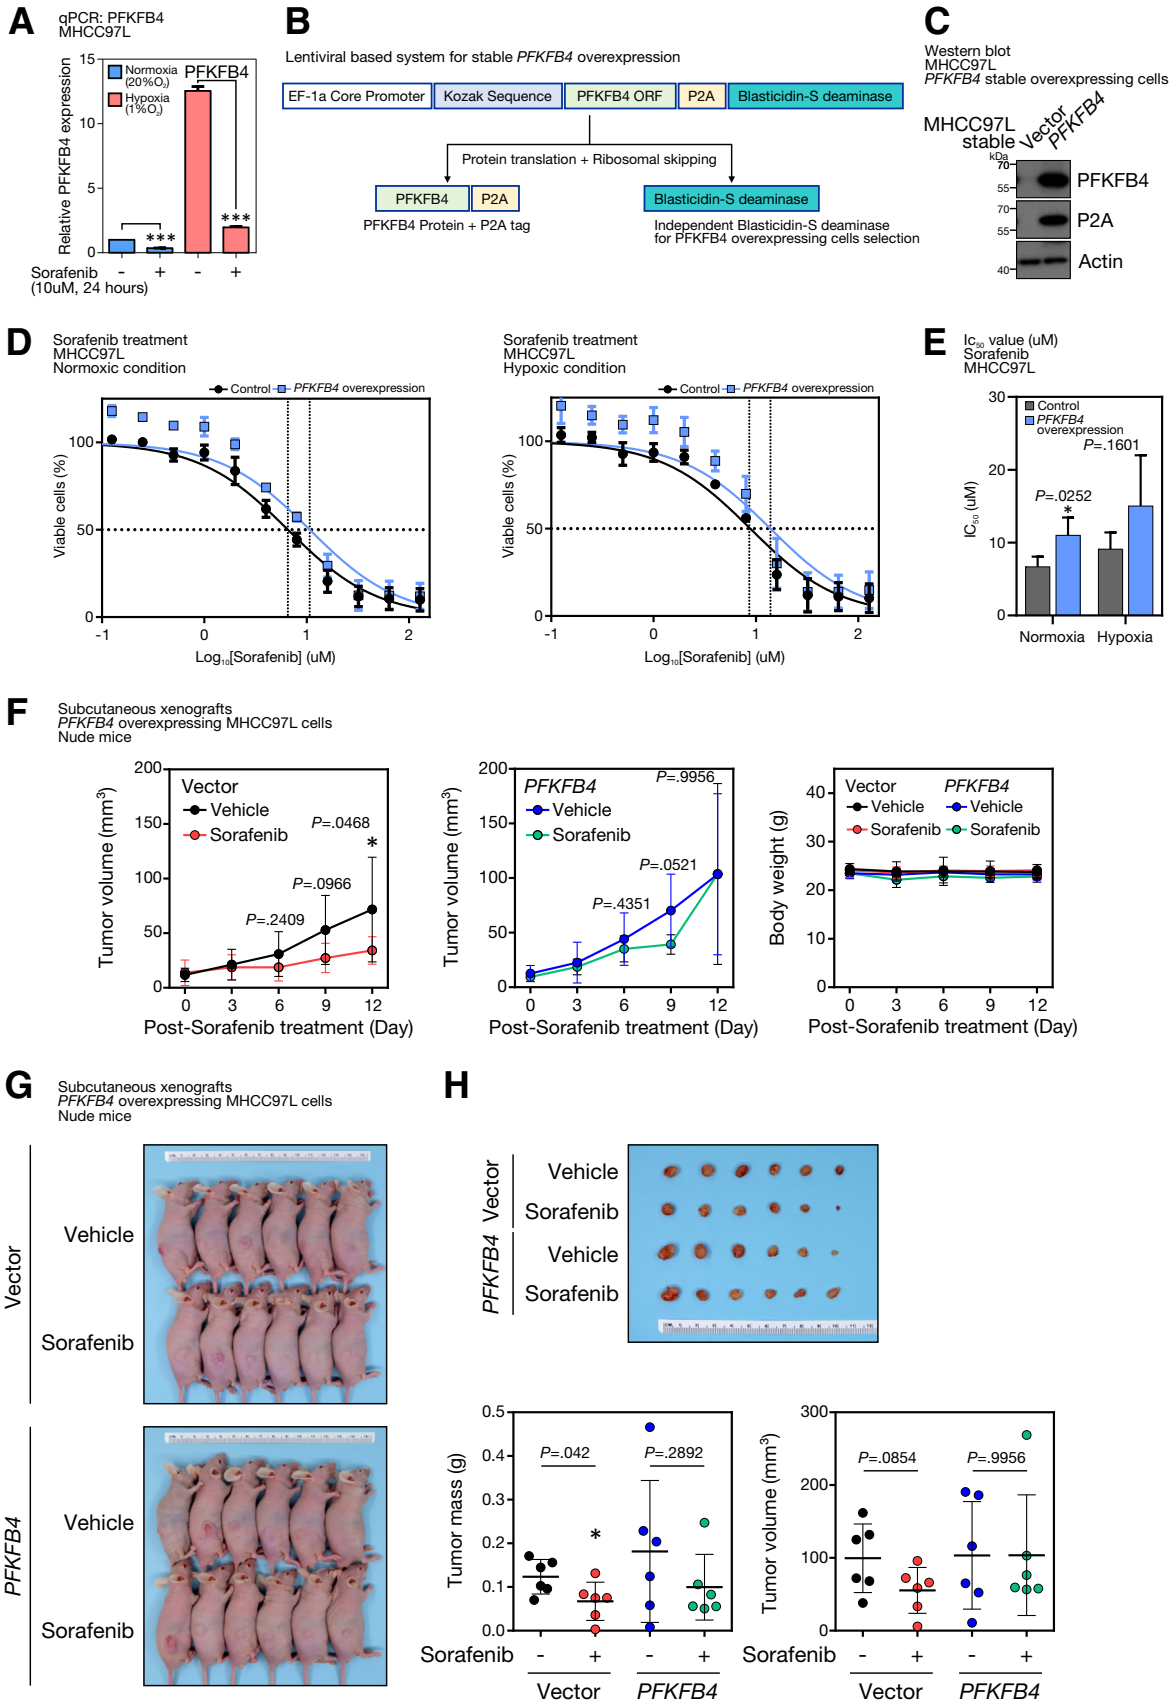 A
qPCR: PFKFB4
MHCC97L
Relative PFKFB4 expression
15
10
5
0
Normoxia
(20%O₂)
Hypoxia
(1%O₂)
PFKFB4
***
***
- + - +
Sorafenib
(10uM, 24 hours)
B
Lentiviral based system for stable PFKFB4 overexpression
EF-1a Core Promoter
Kozak Sequence
PFKFB4 ORF
P2A
Blasticidin-S deaminase
Protein translation + Ribosomal skipping
PFKFB4
P2A
Blasticidin-S deaminase
PFKFB4 Protein + P2A tag
Independent Blasticidin-S deaminase
for PFKFB4 overexpressing cells selection
C
Western blot
MHCC97L
PFKFB4 stable overexpressing cells
MHCC97L
stable
Vector
PFKFB4
kDa
70
55
PFKFB4
70
55
P2A
40
Actin
D
Sorafenib treatment
MHCC97L
Normoxic condition
Control
PFKFB4 overexpression
Viable cells (%)
100
50
0
-1 0 1 2
Log₁₀[Sorafenib] (uM)
Sorafenib treatment
MHCC97L
Hypoxic condition
Control
PFKFB4 overexpression
Viable cells (%)
100
50
0
-1 0 1 2
Log₁₀[Sorafenib] (uM)
E
Ic₅₀ value (uM)
Sorafenib
MHCC97L
IC₅₀ (uM)
30
20
10
0
Control
PFKFB4
overexpression
P=.1601
P=.0252
*
Normoxia Hypoxia
F
Subcutaneous xenografts
PFKFB4 overexpressing MHCC97L cells
Nude mice
Tumor volume (mm³)
200
150
100
50
0
Vector
Vehicle
Sorafenib
P=.0468
*
P=.0966
P=.2409
0 3 6 9 12
Post-Sorafenib treatment (Day)
Tumor volume (mm³)
200
150
100
50
0
PFKFB4
Vehicle
Sorafenib
P=.9956
P=.0521
P=.4351
0 3 6 9 12
Post-Sorafenib treatment (Day)
Body weight (g)
40
30
20
10
0
Vector PFKFB4
Vehicle Vehicle
Sorafenib Sorafenib
0 3 6 9 12
Post-Sorafenib treatment (Day)
G
Subcutaneous xenografts
PFKFB4 overexpressing MHCC97L cells
Nude mice
Vector
Vehicle
Sorafenib
PFKFB4
Vehicle
Sorafenib
H
Vector
Vehicle
Sorafenib
PFKFB4
Vehicle
Sorafenib
Tumor mass (g)
0.5
0.4
0.3
0.2
0.1
0.0
P=.042
P=.2892
*
Sorafenib - + - +
Vector PFKFB4
Tumor volume (mm³)
300
200
100
0
P=.0854
P=.9956
Sorafenib - + - +
Vector PFKFB4